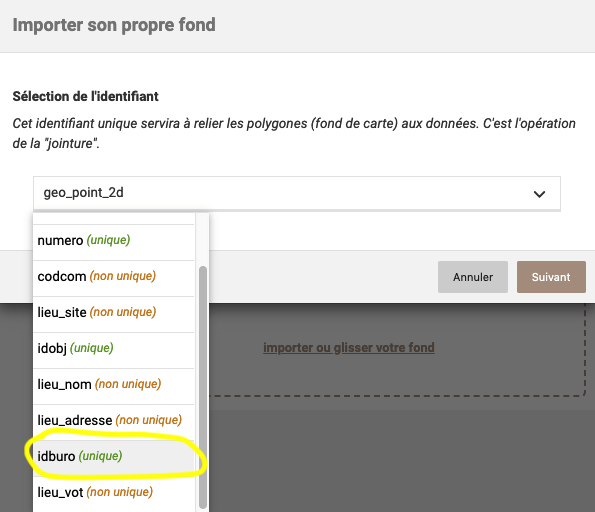 Importer son propre fond
Sélection de l'identifiant
Cet identifiant unique servira à relier les polygones (fond de carte) aux données. C'est l'opération
de la "jointure".
geo_point_2d
numero (unique)
codcom (non unique)
lieu_site (non unique)
idobj (unique)
lieu_nom (non unique)
lieu_adresse (non unique)
idburo (unique)
lieu_vot (non unique)
Annuler
Suivant
importer ou glisser votre fond